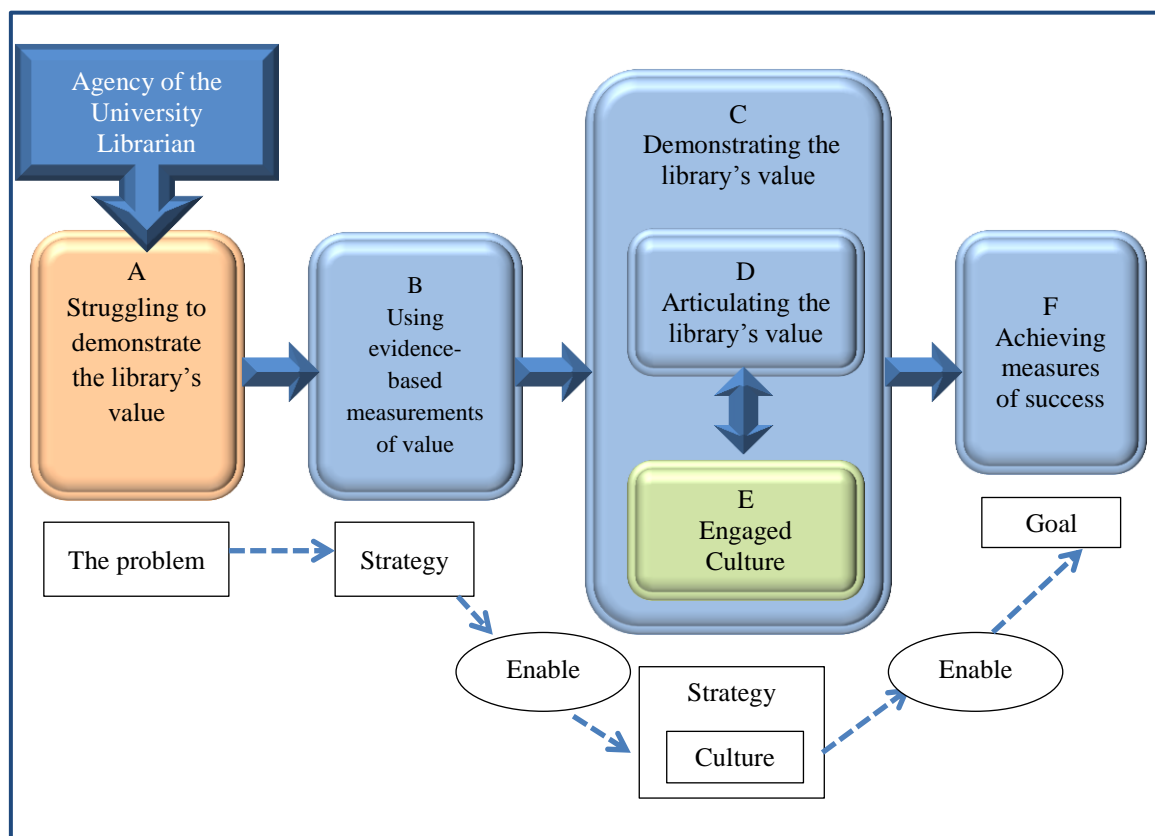 Agency of the
University
Librarian
A
Struggling to
demonstrate
the library’s
value
B
Using
evidence-
based
measurements
of value
C
Demonstrating the
library’s value
D
Articulating the
library’s value
E
Engaged
Culture
F
Achieving
measures
of success
The problem
Strategy
Enable
Strategy
Culture
Enable
Goal